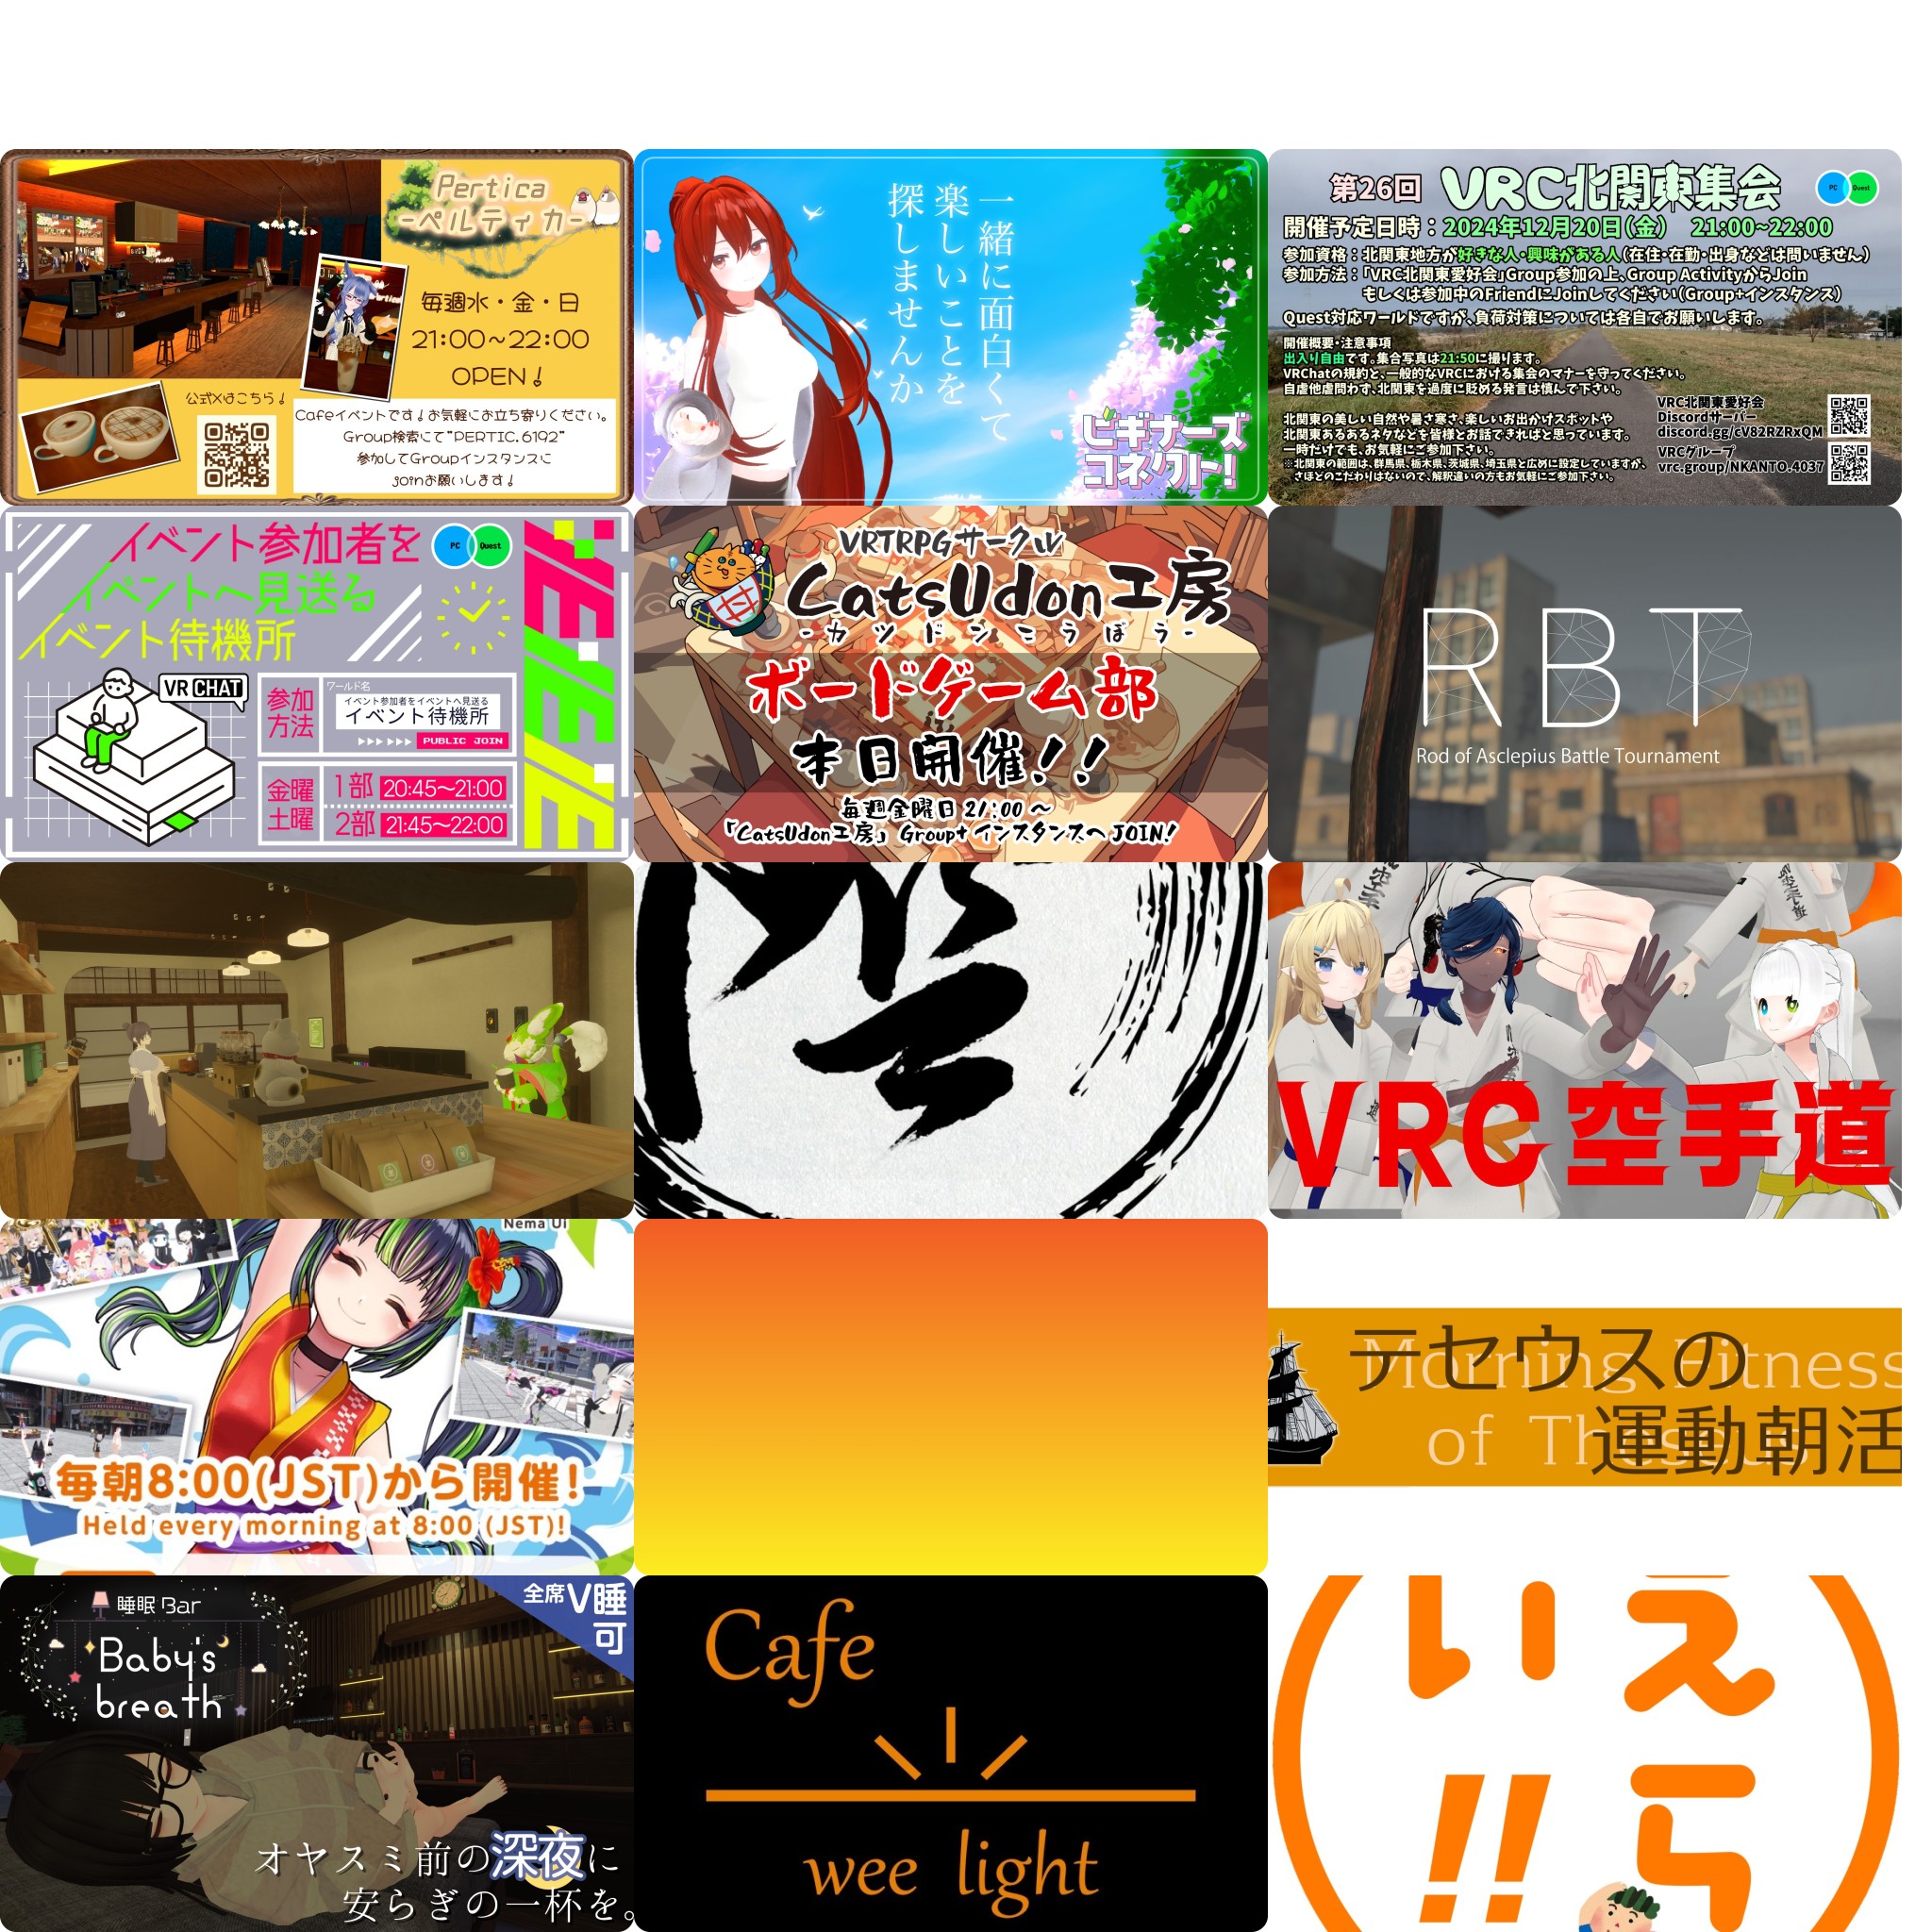 Pertica
-ペルティカ-
毎週水・金・日
21:00~22:00
OPEN!
公式Xはこちら!
Cafeイベントです!お気軽にお立ち寄りください。
Group検索にて"PERTIC.6192"
参加してGroupインスタンスに
joinお願いします!
一緒に面白くて
楽しいことを
探しませんか
ビギナーズ
コネクト!
第26回 VRC北関東集会
PC Quest
開催予定日時：2024年12月20日(金) 21:00~22:00
参加資格：北関東地方が好きな人・興味がある人(在住・在勤・出身などは問いません)
参加方法：「VRC北関東愛好会」Group参加の上、Group ActivityからJoin
もしくは参加中のFriendにJoinしてください(Group+インスタンス)
Quest対応ワールドですが、負荷対策については各自でお願いします。
開催概要・注意事項
出入り自由です。集合写真は21:50に撮ります。
VRChatの規約と、一般的なVRCにおける集会のマナーを守ってください。
自虐他虐問わず、北関東を過度に貶める発言は慎んで下さい。
北関東の美しい自然や暑さ寒さ、楽しいお出かけスポットや
北関東あるあるネタなどを皆様とお話できればと思っています。
一時だけでも、お気軽にご参加下さい。
※北関東の範囲は、群馬県、栃木県、茨城県、埼玉県と広めに設定していますが、
さほどのこだわりはないので、解釈違いの方もお気軽にご参加下さい。
VRC北関東愛好会
Discordサーバー
discord.gg/cV82RZRxQM
VRCグループ
vrc.group/NKANTO.4037
イベント参加者を
イベントへ見送る
イベント待機所
PC Quest
VR CHAT
参加方法
ワールド名
イベント参加者をイベントへ見送る
イベント待機所
PUBLIC JOIN
金曜
土曜
1部 20:45~21:00
2部 21:45~22:00
VRTRPGサークル
CatsUdon工房
-カツドンこうぼう-
ボードゲーム部
本日開催!!
毎週金曜日 21:00 ~
「CatsUdon工房」 Group+ インスタンスへ JOIN!
RBT
Rod of Asclepius Battle Tournament
VRC空手道
Nema Ui
毎朝8:00(JST)から開催!
Held every morning at 8:00 (JST)!
テセウスの
運動朝活
Morning Fitness
of Theseus
睡眠Bar
Baby's
breath
全席V睡
可
オヤスミ前の深夜に
安らぎの一杯を。
Cafe
wee light
えら
い!!